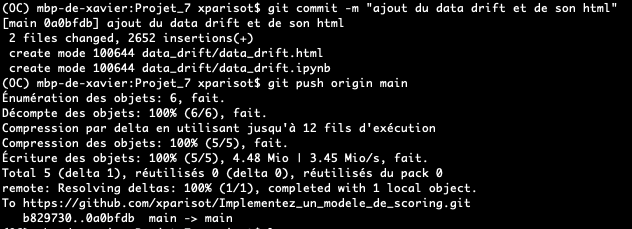 (OC) mbp-de-xavier:Projet_7 xparisot$ git commit -m "ajout du data drift et de son html"
[main 0a0bfdb] ajout du data drift et de son html
 2 files changed, 2652 insertions(+)
 create mode 100644 data_drift/data_drift.html
 create mode 100644 data_drift/data_drift.ipynb
(OC) mbp-de-xavier:Projet_7 xparisot$ git push origin main
Énumération des objets: 6, fait.
Décompte des objets: 100% (6/6), fait.
Compression par delta en utilisant jusqu'à 12 fils d'exécution
Compression des objets: 100% (5/5), fait.
Écriture des objets: 100% (5/5), 4.48 Mio | 3.45 Mio/s, fait.
Total 5 (delta 1), réutilisés 0 (delta 0), réutilisés du pack 0
remote: Resolving deltas: 100% (1/1), completed with 1 local object.
To https://github.com/xparisot/Implementez_un_modele_de_scoring.git
   b829730..0a0bfdb  main -> main